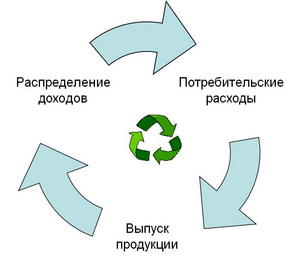 Распределение
доходов
Потребительские
расходы
Выпуск
продукции